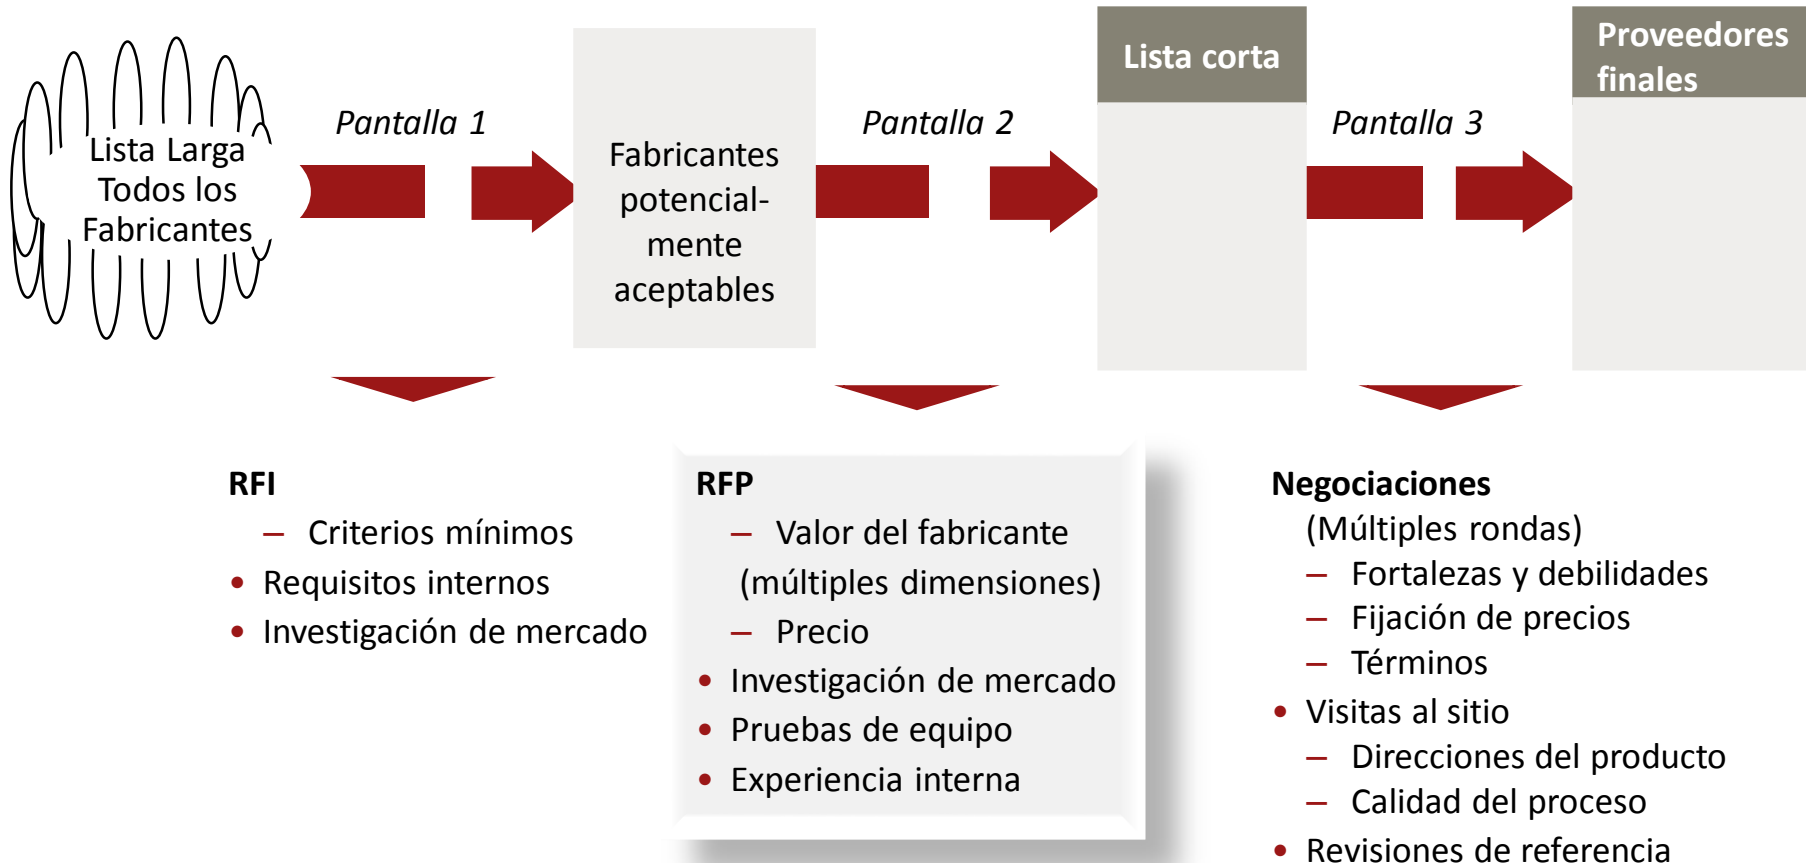 Lista Larga
Todos los
Fabricantes
Pantalla 1
Fabricantes
potencial-
mente
aceptables
Pantalla 2
Lista corta
Pantalla 3
Proveedores
finales
RFI
– Criterios mínimos
• Requisitos internos
• Investigación de mercado
RFP
– Valor del fabricante
(múltiples dimensiones)
– Precio
• Investigación de mercado
• Pruebas de equipo
• Experiencia interna
Negociaciones
(Múltiples rondas)
– Fortalezas y debilidades
– Fijación de precios
– Términos
• Visitas al sitio
– Direcciones del producto
– Calidad del proceso
• Revisiones de referencia